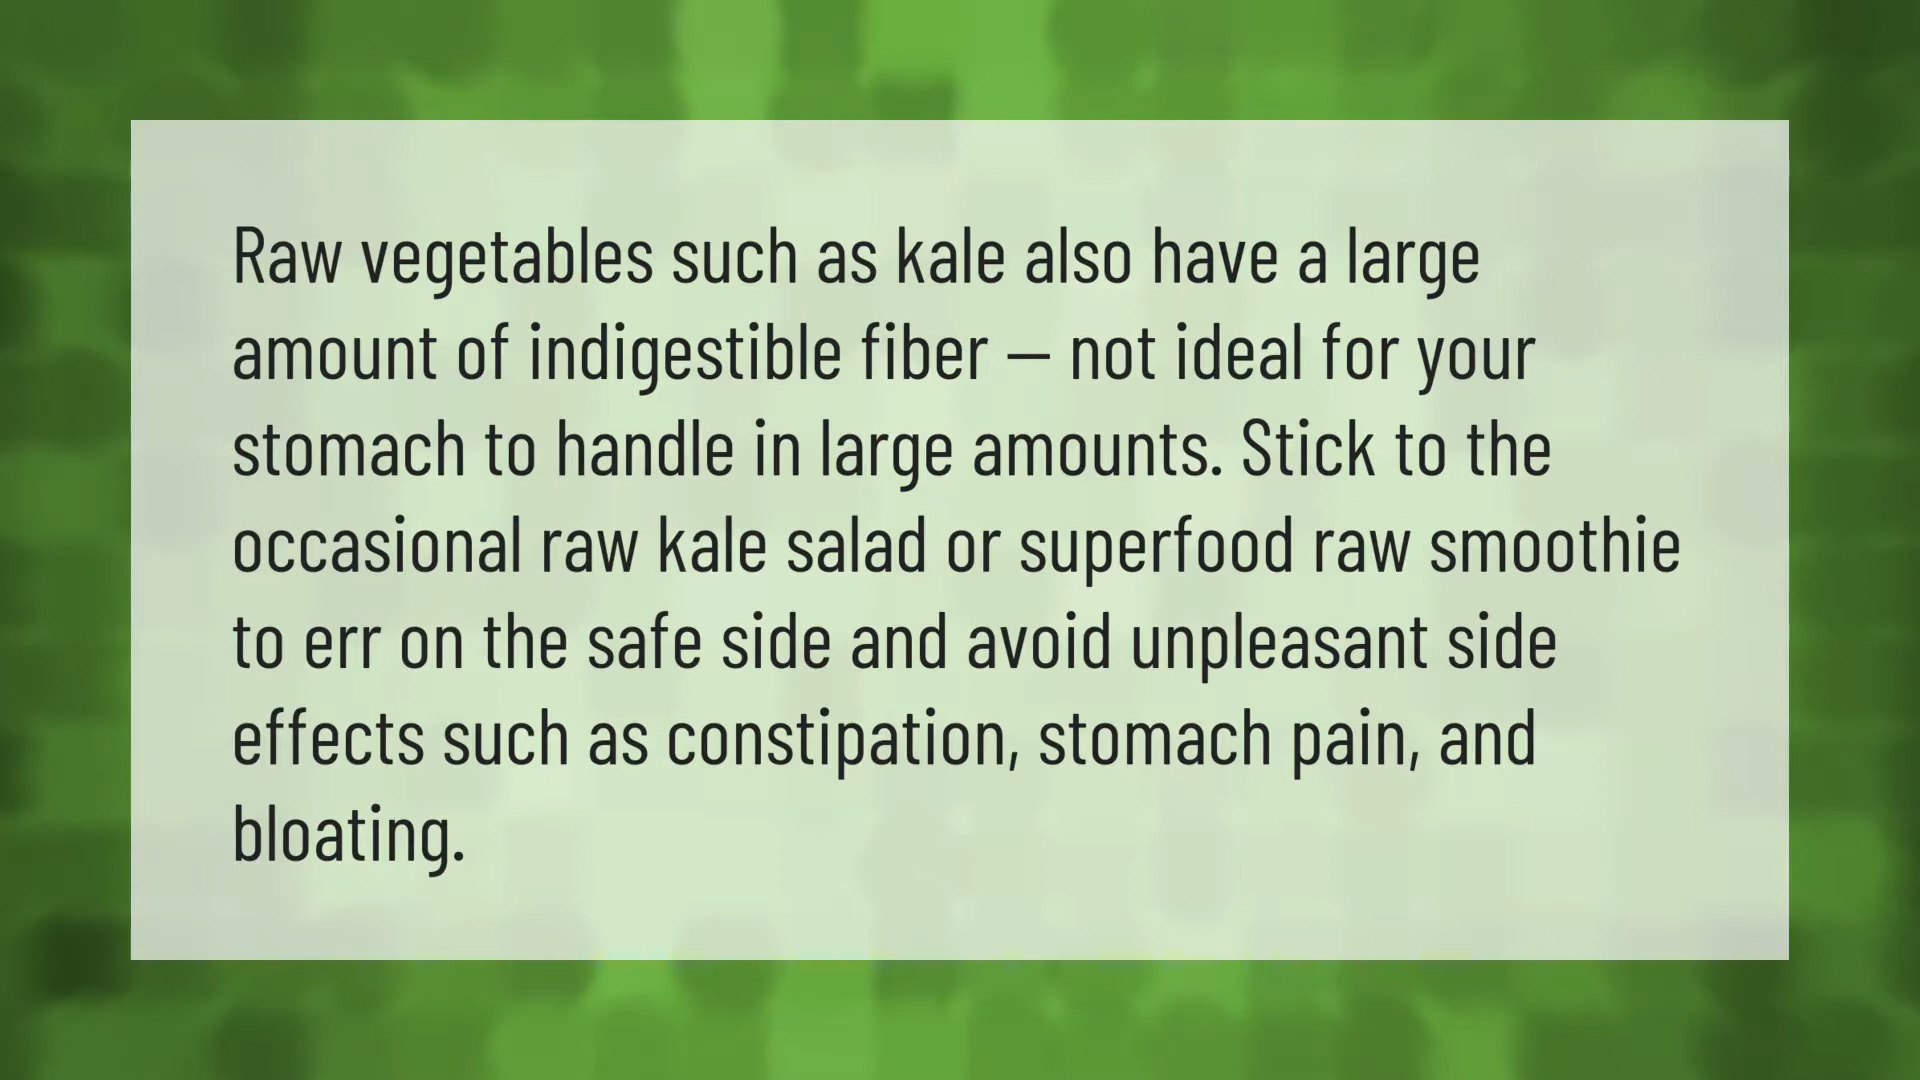 Raw vegetables such as kale also have a large
amount of indigestible fiber — not ideal for your
stomach to handle in large amounts. Stick to the
occasional raw kale salad or superfood raw smoothie
to err on the safe side and avoid unpleasant side
effects such as constipation, stomach pain, and
bloating.